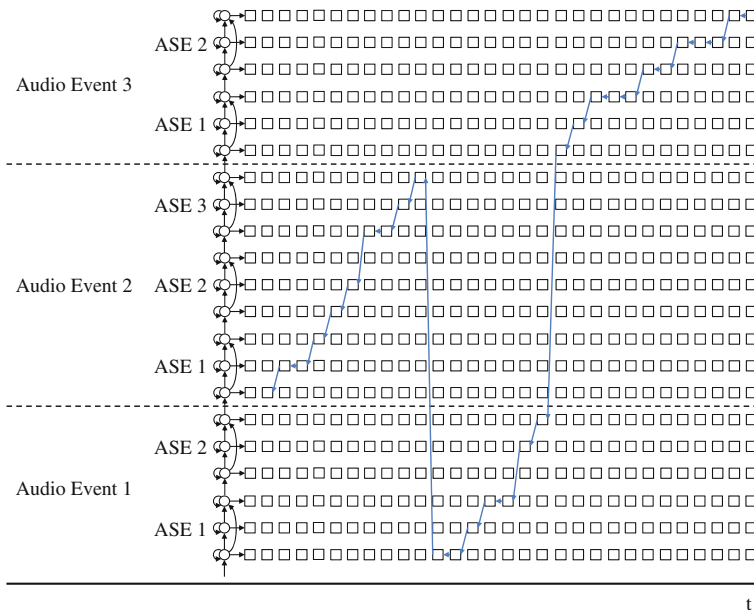 ASE 2
Audio Event 3
ASE 1
ASE 3
Audio Event 2
ASE 2
ASE 1
ASE 2
Audio Event 1
ASE 1
t